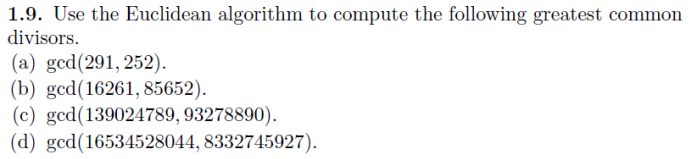 1.9. Use the Euclidean algorithm to compute the following greatest common
divisors.
(a) gcd(291, 252).
(b) gcd(16261, 85652).
(c) gcd(139024789, 93278890).
(d) gcd(16534528044, 8332745927).